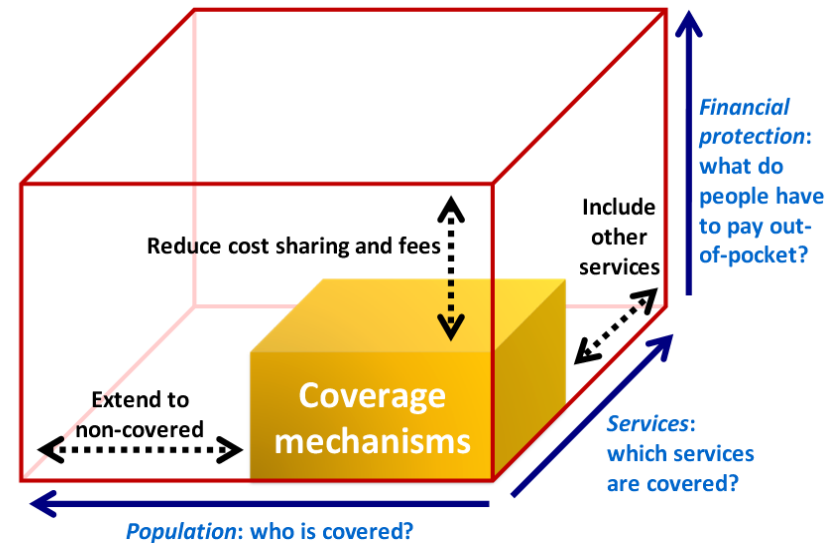 Financial
protection:
what do
people have
to pay out-
of-pocket?
Include
other
services
Reduce cost sharing and fees
Extend to
non-covered
Coverage
mechanisms
Services:
which services
are covered?
Population: who is covered?